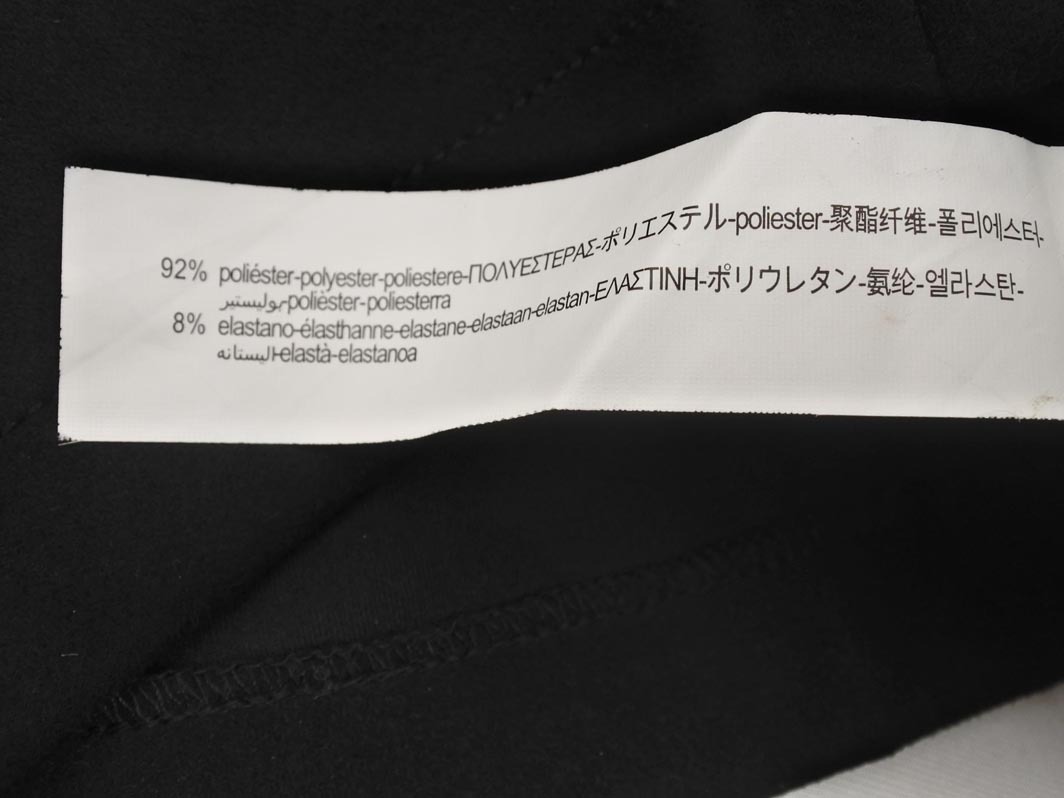 92% poliéster-polyester-poliestere-ΠΟΛΥΕΣΤΕΡΑΣ-ポリエステル-poliester-聚酯纤维-폴리에스터-
بوليستير-polièster-poliesterra
8% elastano-élasthanne-elastane-elastaan-elastan-ΕΛΑΣΤΙΝΗ-ポリウレタン-氨纶-엘라스탄-
اليستانه-elastà-elastanoa